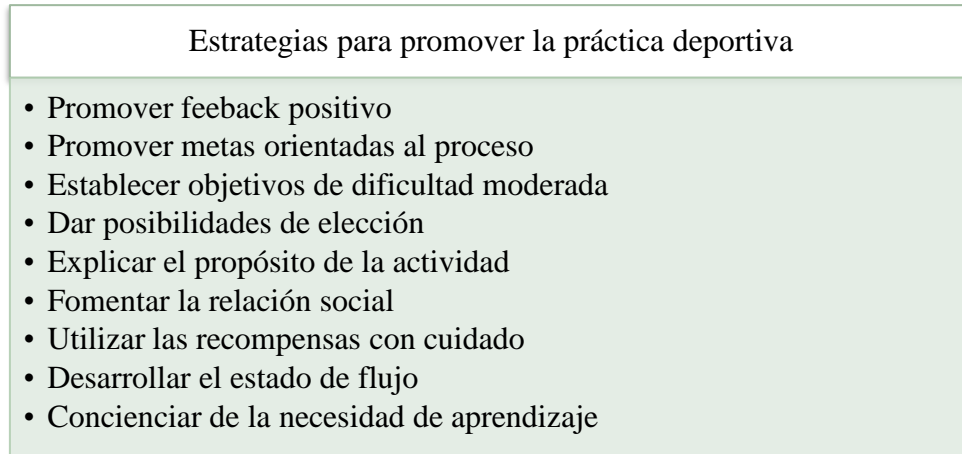 Estrategias para promover la práctica deportiva
• Promover feeback positivo
• Promover metas orientadas al proceso
• Establecer objetivos de dificultad moderada
• Dar posibilidades de elección
• Explicar el propósito de la actividad
• Fomentar la relación social
• Utilizar las recompensas con cuidado
• Desarrollar el estado de flujo
• Concienciar de la necesidad de aprendizaje